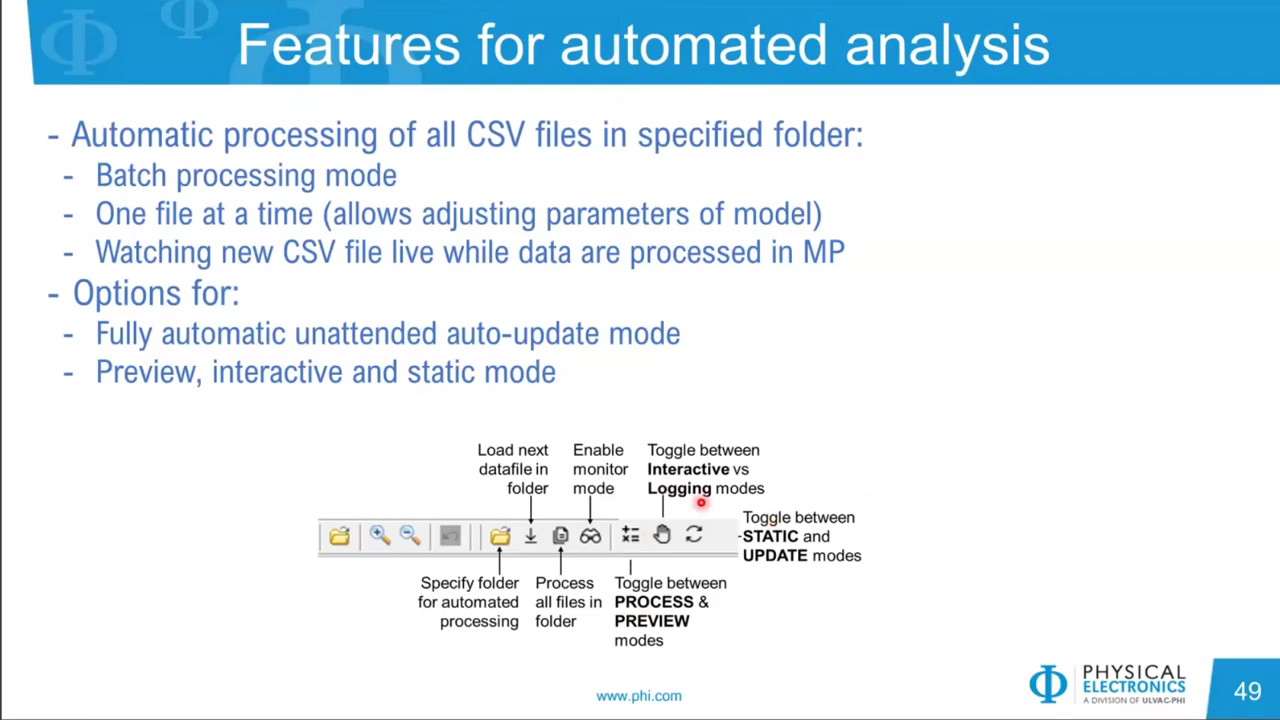 Features for automated analysis
- Automatic processing of all CSV files in specified folder:
- Batch processing mode
- One file at a time (allows adjusting parameters of model)
- Watching new CSV file live while data are processed in MP
- Options for:
- Fully automatic unattended auto-update mode
- Preview, interactive and static mode
Load next
datafile in
folder
Enable
monitor
mode
Toggle between
Interactive vs
Logging modes
Toggle between
STATIC and
UPDATE modes
Specify folder
for automated
processing
Process
all files in
folder
Toggle between
PROCESS &
PREVIEW
modes
www.phi.com
PHYSICAL
ELECTRONICS
A DIVISION OF ULVAC-PHI
49